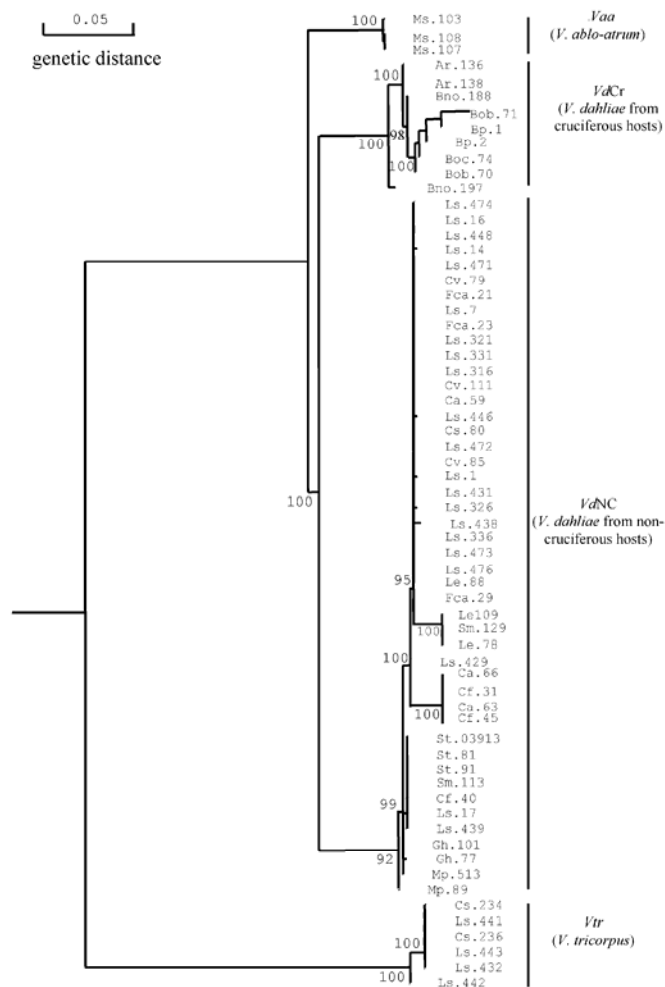 0.05
genetic distance
100
Ms.103
Ms.108
Ms.107
Vaa
(V. ablo-atrum)
Ar.136
100
Ar.138
Bno.188
Bob.71
Bp.1
98
100
Bp.2
Boc.74
100
Bob.70
Bno.197
VdCr
(V. dahliae from
cruciferous hosts)
Ls.474
Ls.16
Ls.448
Ls.14
Ls.471
Cv.79
Fca.21
Ls.7
Fca.23
Ls.321
Ls.331
Ls.316
Cv.111
Ca.59
Ls.446
Cs.80
Ls.472
Cv.85
Ls.1
Ls.431
100
Ls.326
Ls.438
Ls.336
Ls.473
Ls.476
95
Le.88
Fca.29
Le109
Sm.129
100
Le.78
100
Ls.429
Ca.66
Cf.31
Ca.63
100
Cf.45
St.03913
St.81
St.91
Sm.113
Cf.40
99
Ls.17
Ls.439
Gh.101
92
Gh.77
Mp.513
Mp.89
VdNC
(V. dahliae from non-
cruciferous hosts)
Cs.234
Ls.441
Cs.236
100
Ls.443
Ls.432
100
Ls.442
Vtr
(V. tricorpus)